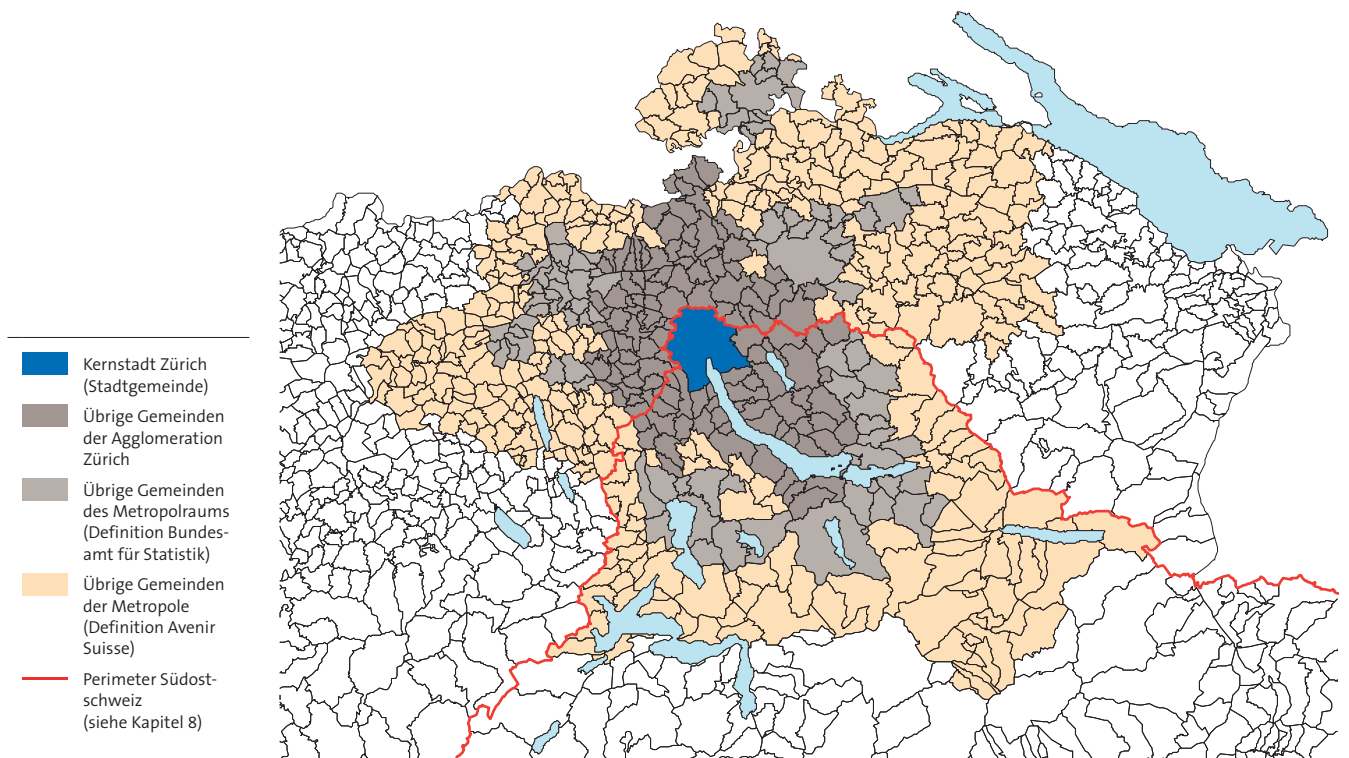 Kernstadt Zürich
(Stadtgemeinde)
Übrige Gemeinden
der Agglomeration
Zürich
Übrige Gemeinden
des Metropolraums
(Definition Bundes-
amt für Statistik)
Übrige Gemeinden
der Metropole
(Definition Avenir
Suisse)
Perimeter Südost-
schweiz
(siehe Kapitel 8)